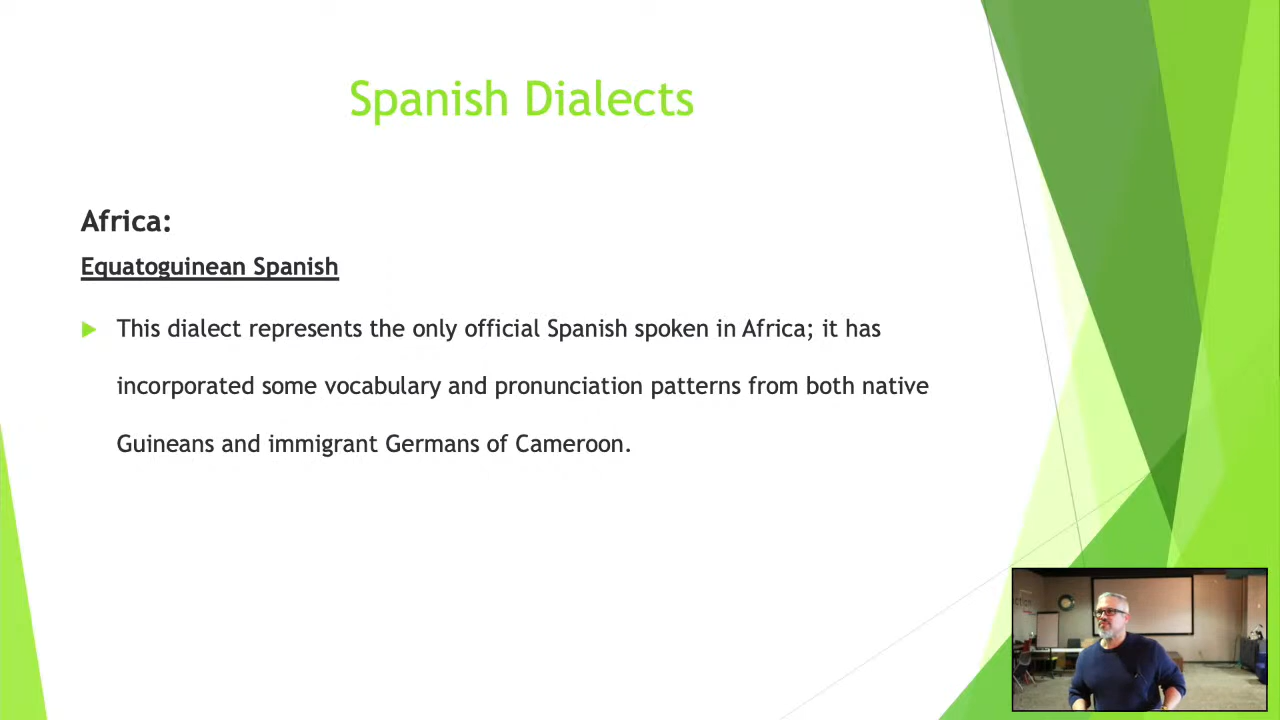 Spanish Dialects
Africa:
Equatoguinean Spanish
This dialect represents the only official Spanish spoken in Africa; it has
incorporated some vocabulary and pronunciation patterns from both native
Guineans and immigrant Germans of Cameroon.